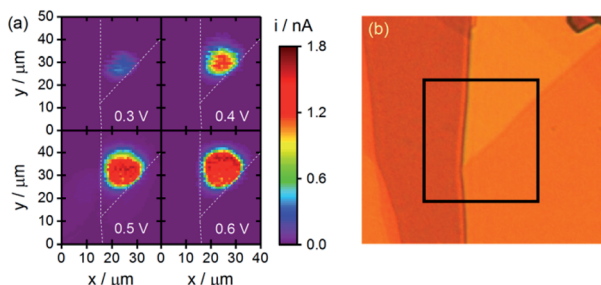 (a)
i / nA
(b)
50
40
30
20
10
0
y / μm
0.3 V
0.4 V
1.8
1.2
0.6
0.0
40
30
20
10
0
y / μm
0.5 V
0.6 V
0 10 20 30 0 10 20 30 40
x / μm
x / μm